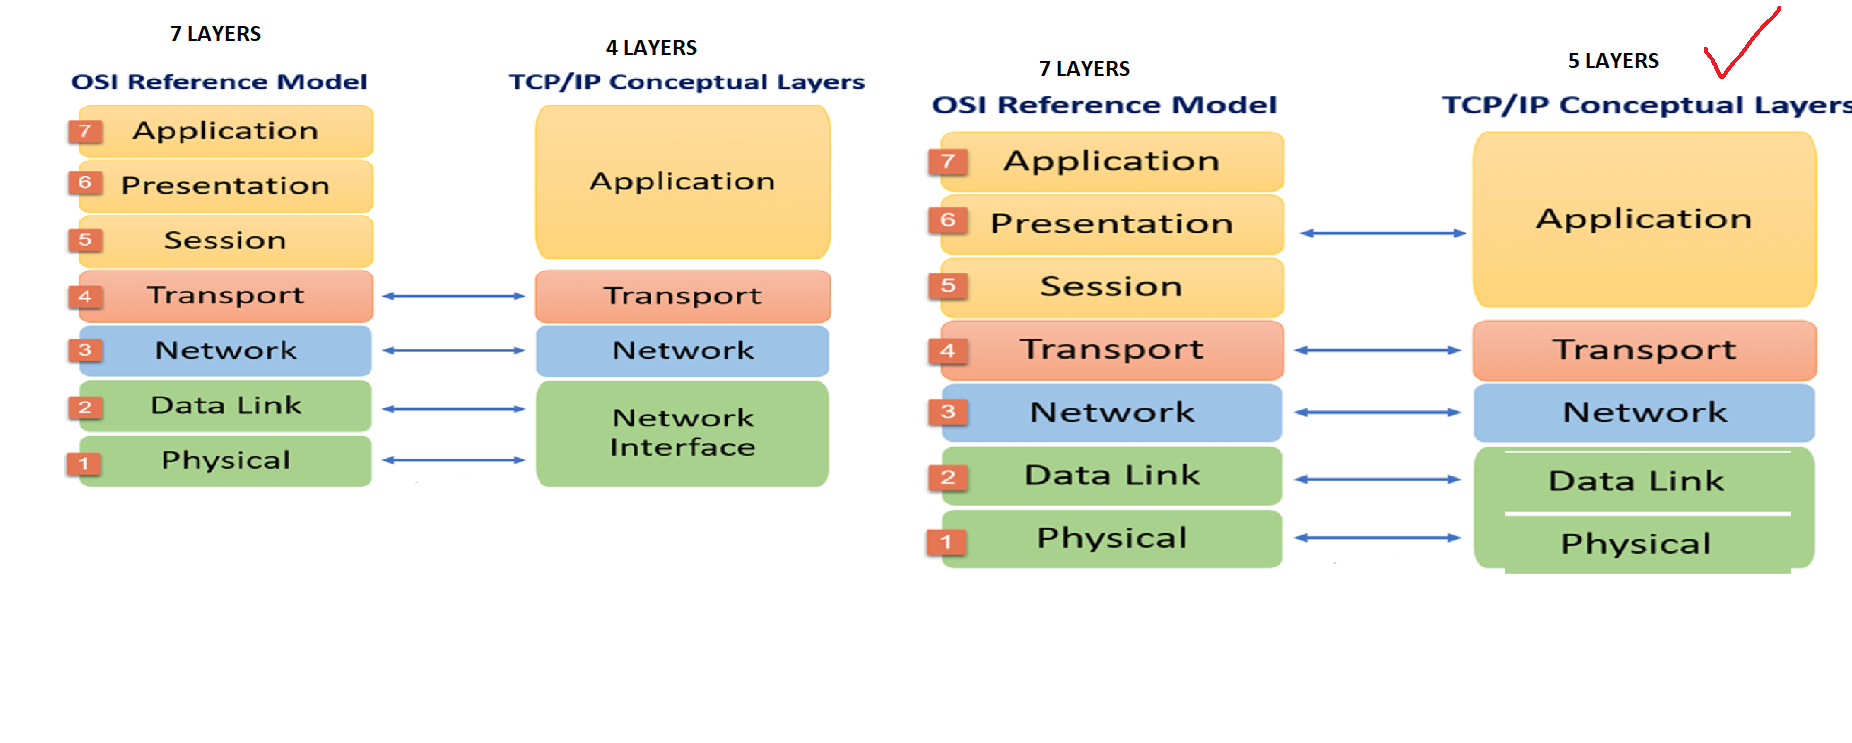 7 LAYERS
OSI Reference Model
7 Application
6 Presentation
5 Session
4 Transport
3 Network
2 Data Link
1 Physical
4 LAYERS
TCP/IP Conceptual Layers
Application
Transport
Network
Network
Interface
7 LAYERS
OSI Reference Model
7 Application
6 Presentation
5 Session
4 Transport
3 Network
2 Data Link
1 Physical
5 LAYERS
TCP/IP Conceptual Layers
Application
Transport
Network
Data Link
Physical